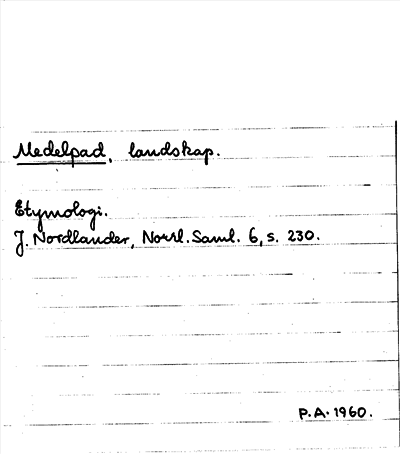 Medelpad, landskap.
Etymologi.
J. Nordlander, Norrl. Saml. 6, s. 230.
P.A. 1960.